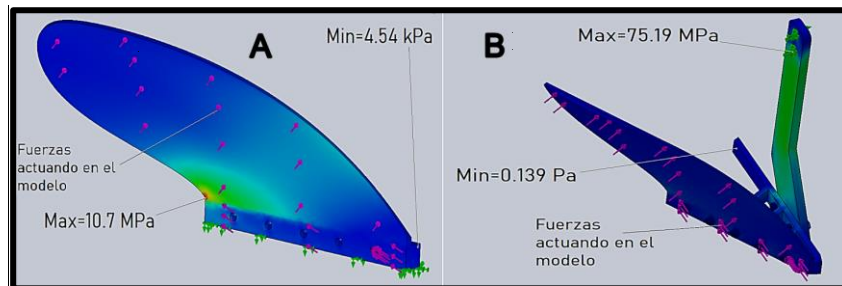 A
Min=4.54 kPa
Fuerzas
actuando en el
modelo
Max=10.7 MPa
B
Max=75.19 MPa
Min=0.139 Pa
Fuerzas
actuando en el
modelo